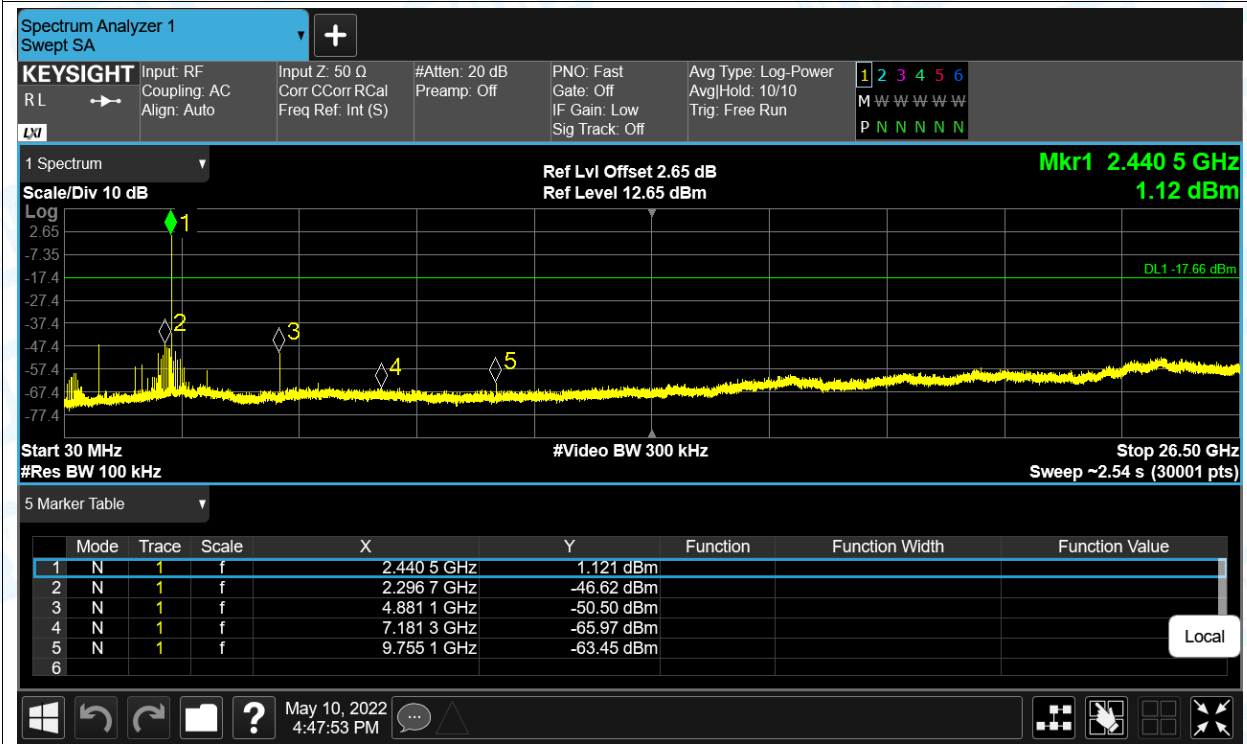 Spectrum Analyzer 1
Swept SA
+
KEYSIGHT
R L
LXI
Input: RF
Coupling: AC
Align: Auto
Input Z: 50 Ω
Corr CCorr RCal
Freq Ref: Int (S)
#Atten: 20 dB
Preamp: Off
PNO: Fast
Gate: Off
IF Gain: Low
Sig Track: Off
Avg Type: Log-Power
Avg|Hold: 10/10
Trig: Free Run
1 2 3 4 5 6
M W W W W W
P N N N N N
1 Spectrum
Scale/Div 10 dB
Ref Lvl Offset 2.65 dB
Ref Level 12.65 dBm
Mkr1 2.440 5 GHz
1.12 dBm
Log
2.65
-7.35
-17.4
-27.4
-37.4
-47.4
-57.4
-67.4
-77.4
1
DL1 -17.66 dBm
2
3
4
5
Start 30 MHz
#Video BW 300 kHz
Stop 26.50 GHz
#Res BW 100 kHz
Sweep ~2.54 s (30001 pts)
5 Marker Table
Mode Trace Scale X Y Function Function Width Function Value
1 N 1 f 2.440 5 GHz 1.121 dBm
2 N 1 f 2.296 7 GHz -46.62 dBm
3 N 1 f 4.881 1 GHz -50.50 dBm
4 N 1 f 7.181 3 GHz -65.97 dBm
5 N 1 f 9.755 1 GHz -63.45 dBm
6
Local
?
May 10, 2022
4:47:53 PM